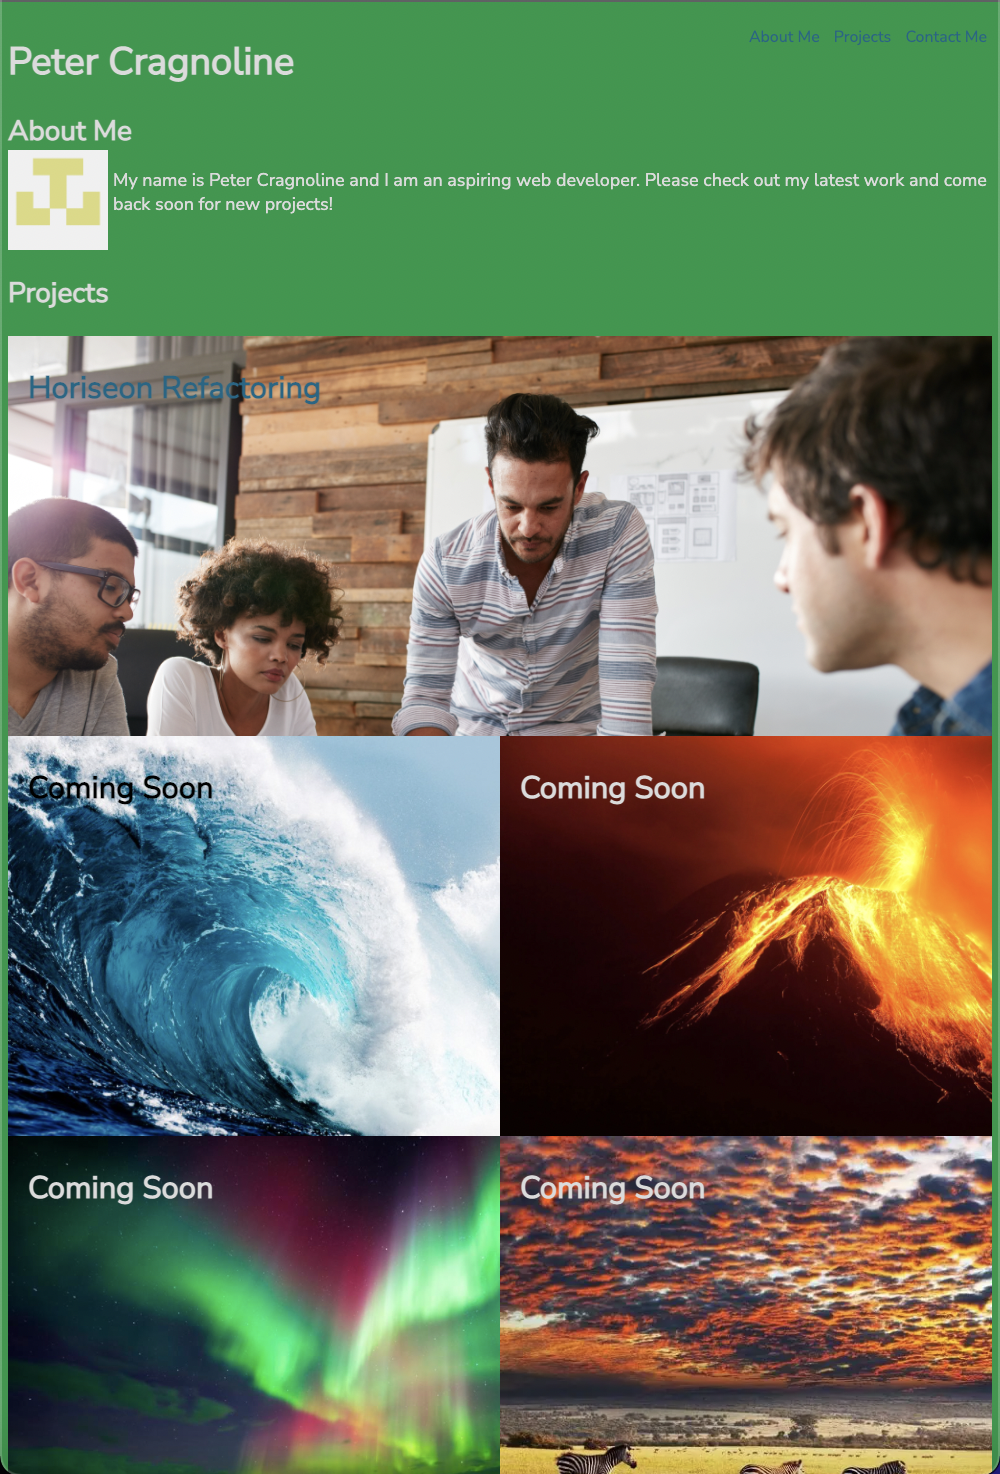 About Me Projects Contact Me
Peter Cragnoline
About Me
My name is Peter Cragnoline and I am an aspiring web developer. Please check out my latest work and come
back soon for new projects!
Projects
Horiseon Refactoring
Coming Soon
Coming Soon
Coming Soon
Coming Soon